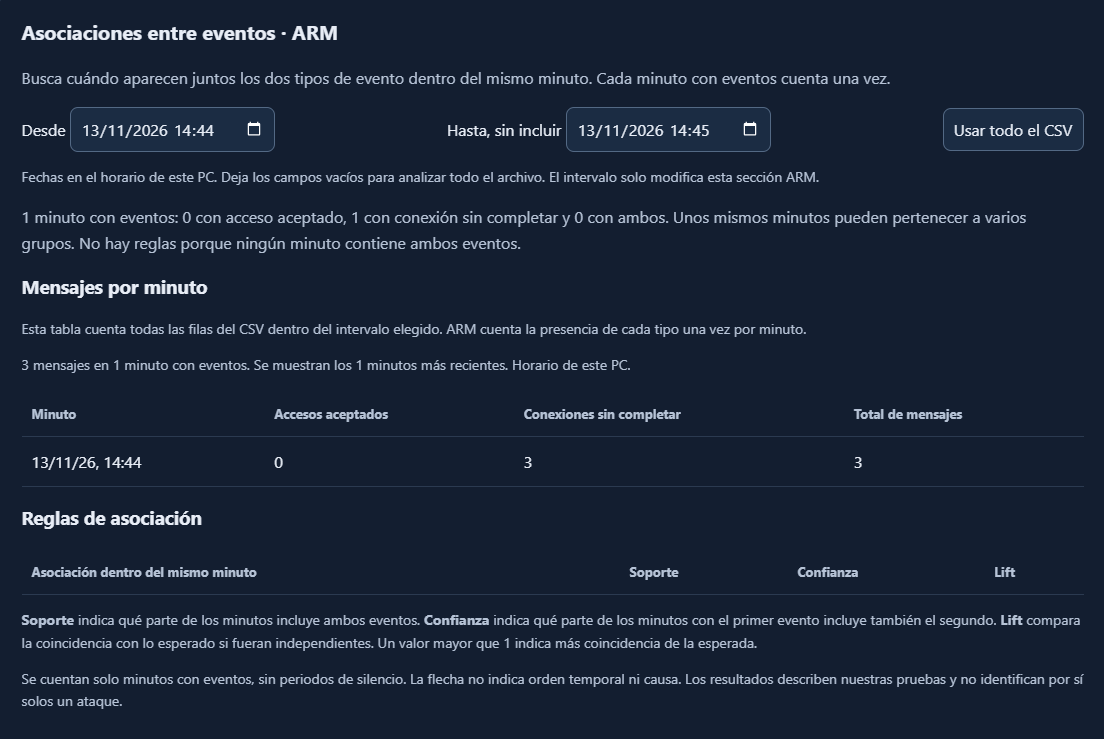 Asociaciones entre eventos · ARM
Busca cuándo aparecen juntos los dos tipos de evento dentro del mismo minuto. Cada minuto con eventos cuenta una vez.
Desde 13/11/2026 14:44 Hasta, sin incluir 13/11/2026 14:45 Usar todo el CSV
Fechas en el horario de este PC. Deja los campos vacíos para analizar todo el archivo. El intervalo solo modifica esta sección ARM.
1 minuto con eventos: 0 con acceso aceptado, 1 con conexión sin completar y 0 con ambos. Unos mismos minutos pueden pertenecer a varios
grupos. No hay reglas porque ningún minuto contiene ambos eventos.
Mensajes por minuto
Esta tabla cuenta todas las filas del CSV dentro del intervalo elegido. ARM cuenta la presencia de cada tipo una vez por minuto.
3 mensajes en 1 minuto con eventos. Se muestran los 1 minutos más recientes. Horario de este PC.
Minuto Accesos aceptados Conexiones sin completar Total de mensajes
13/11/26, 14:44 0 3 3
Reglas de asociación
Asociación dentro del mismo minuto Soporte Confianza Lift
Soporte indica qué parte de los minutos incluye ambos eventos. Confianza indica qué parte de los minutos con el primer evento incluye también el segundo. Lift compara
la coincidencia con lo esperado si fueran independientes. Un valor mayor que 1 indica más coincidencia de la esperada.
Se cuentan solo minutos con eventos, sin periodos de silencio. La flecha no indica orden temporal ni causa. Los resultados describen nuestras pruebas y no identifican por sí
solos un ataque.